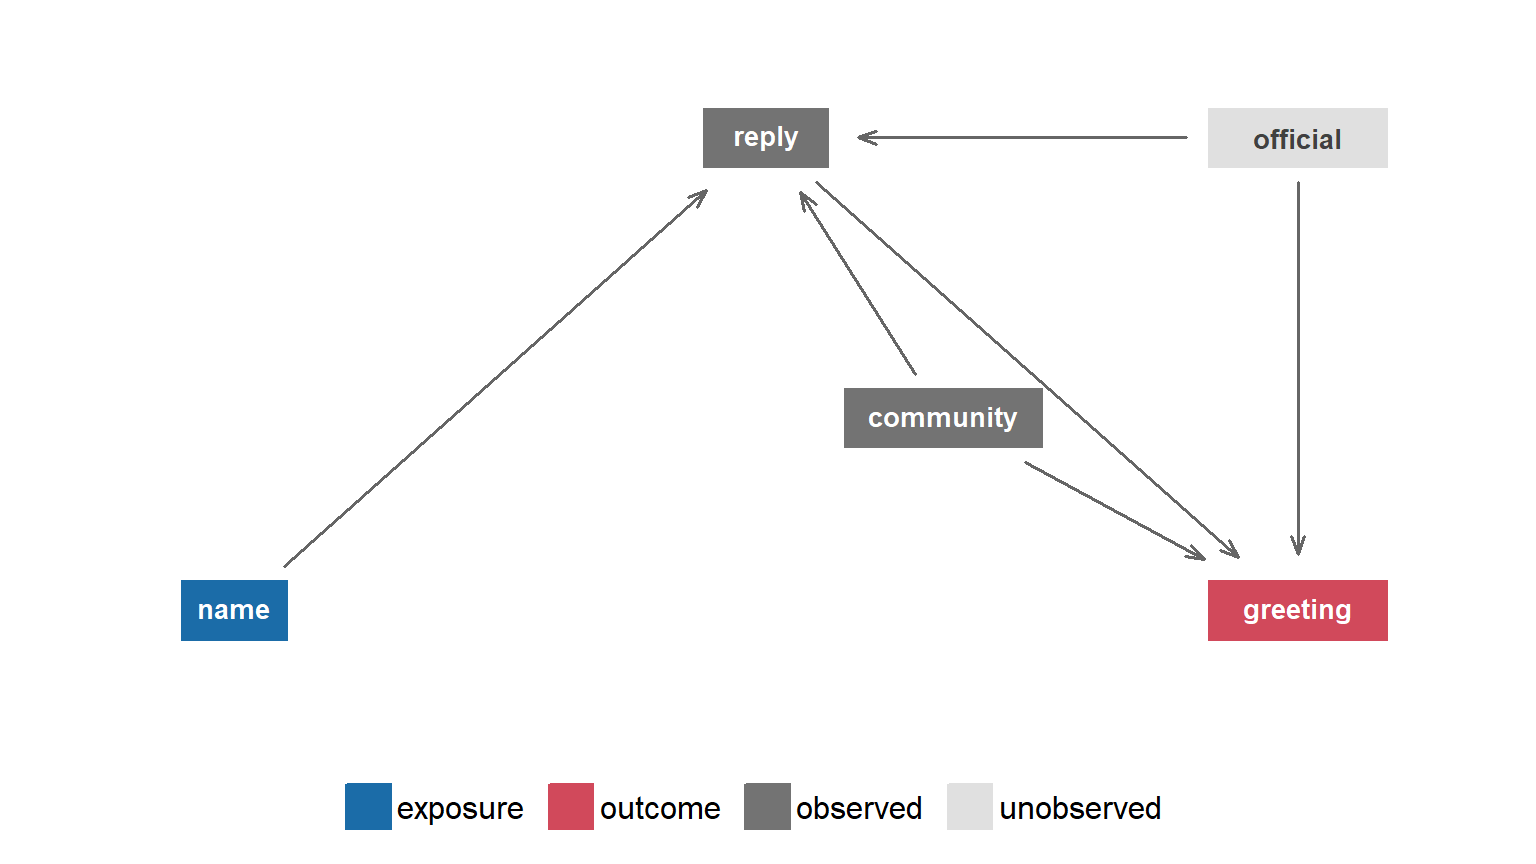 reply
official
community
name
greeting
exposure
outcome
observed
unobserved